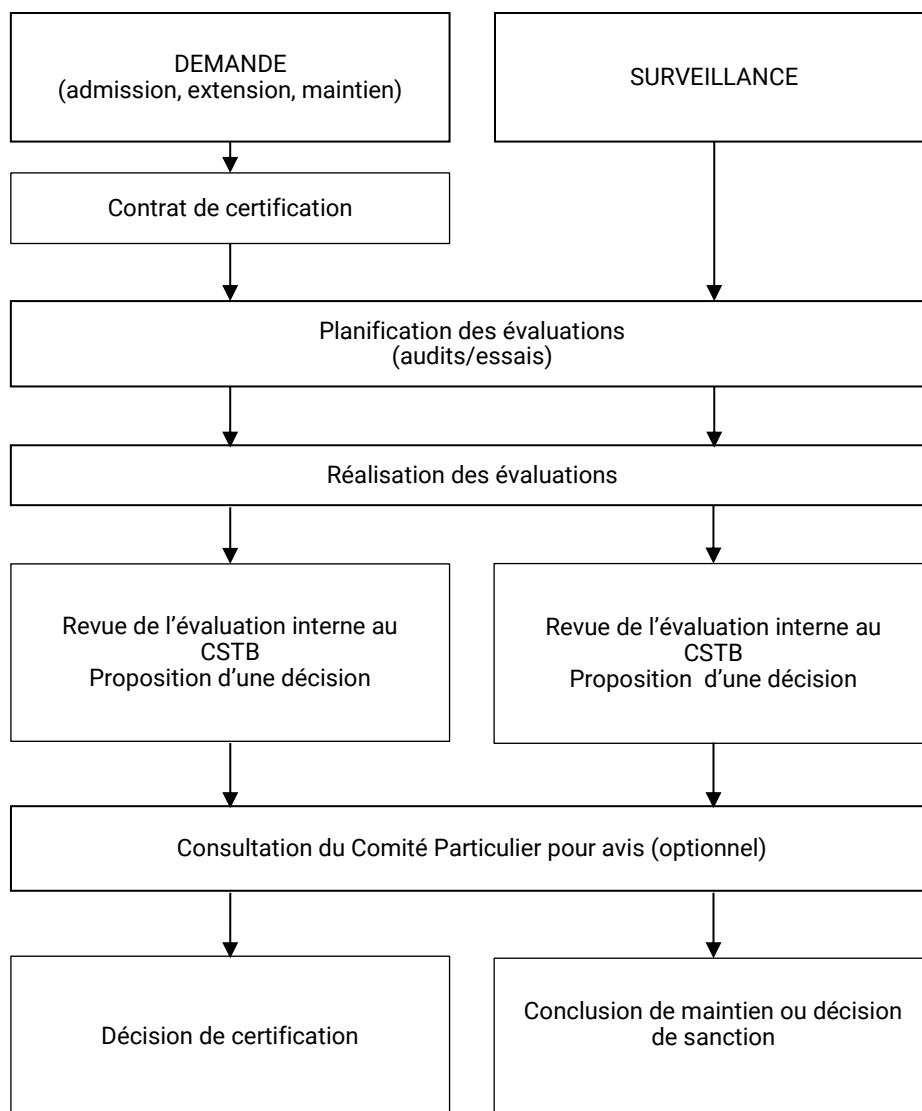 DEMANDE
(admission, extension, maintien)
SURVEILLANCE
Contrat de certification
Planification des évaluations
(audits/essais)
Réalisation des évaluations
Revue de l’évaluation interne au
CSTB
Proposition d’une décision
Revue de l’évaluation interne au
CSTB
Proposition  d’une décision
Consultation du Comité Particulier pour avis (optionnel)
Décision de certification
Conclusion de maintien ou décision
de sanction